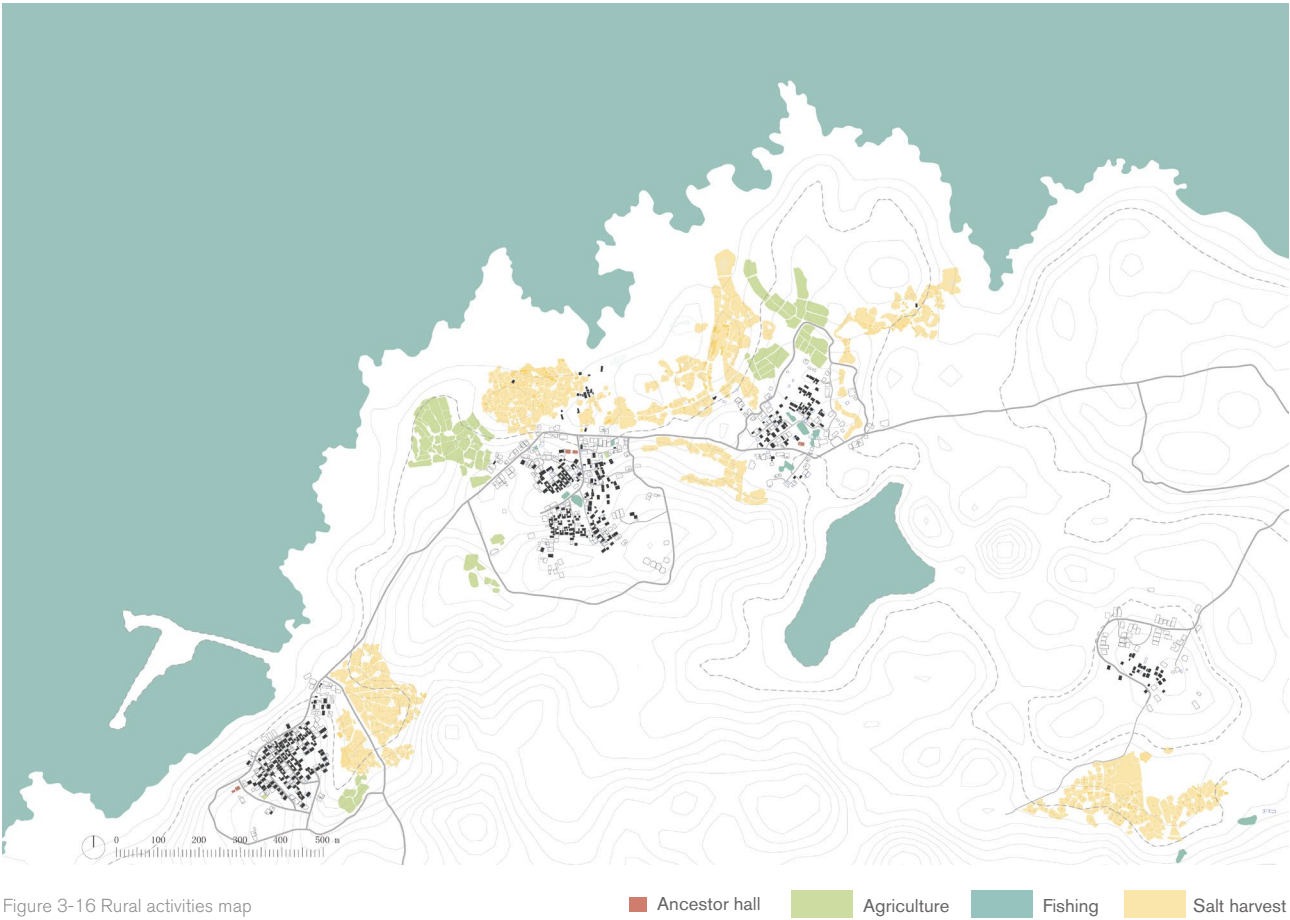 0 100 200 300 400 500 m
Figure 3-16 Rural activities map
Ancestor hall Agriculture Fishing Salt harvest